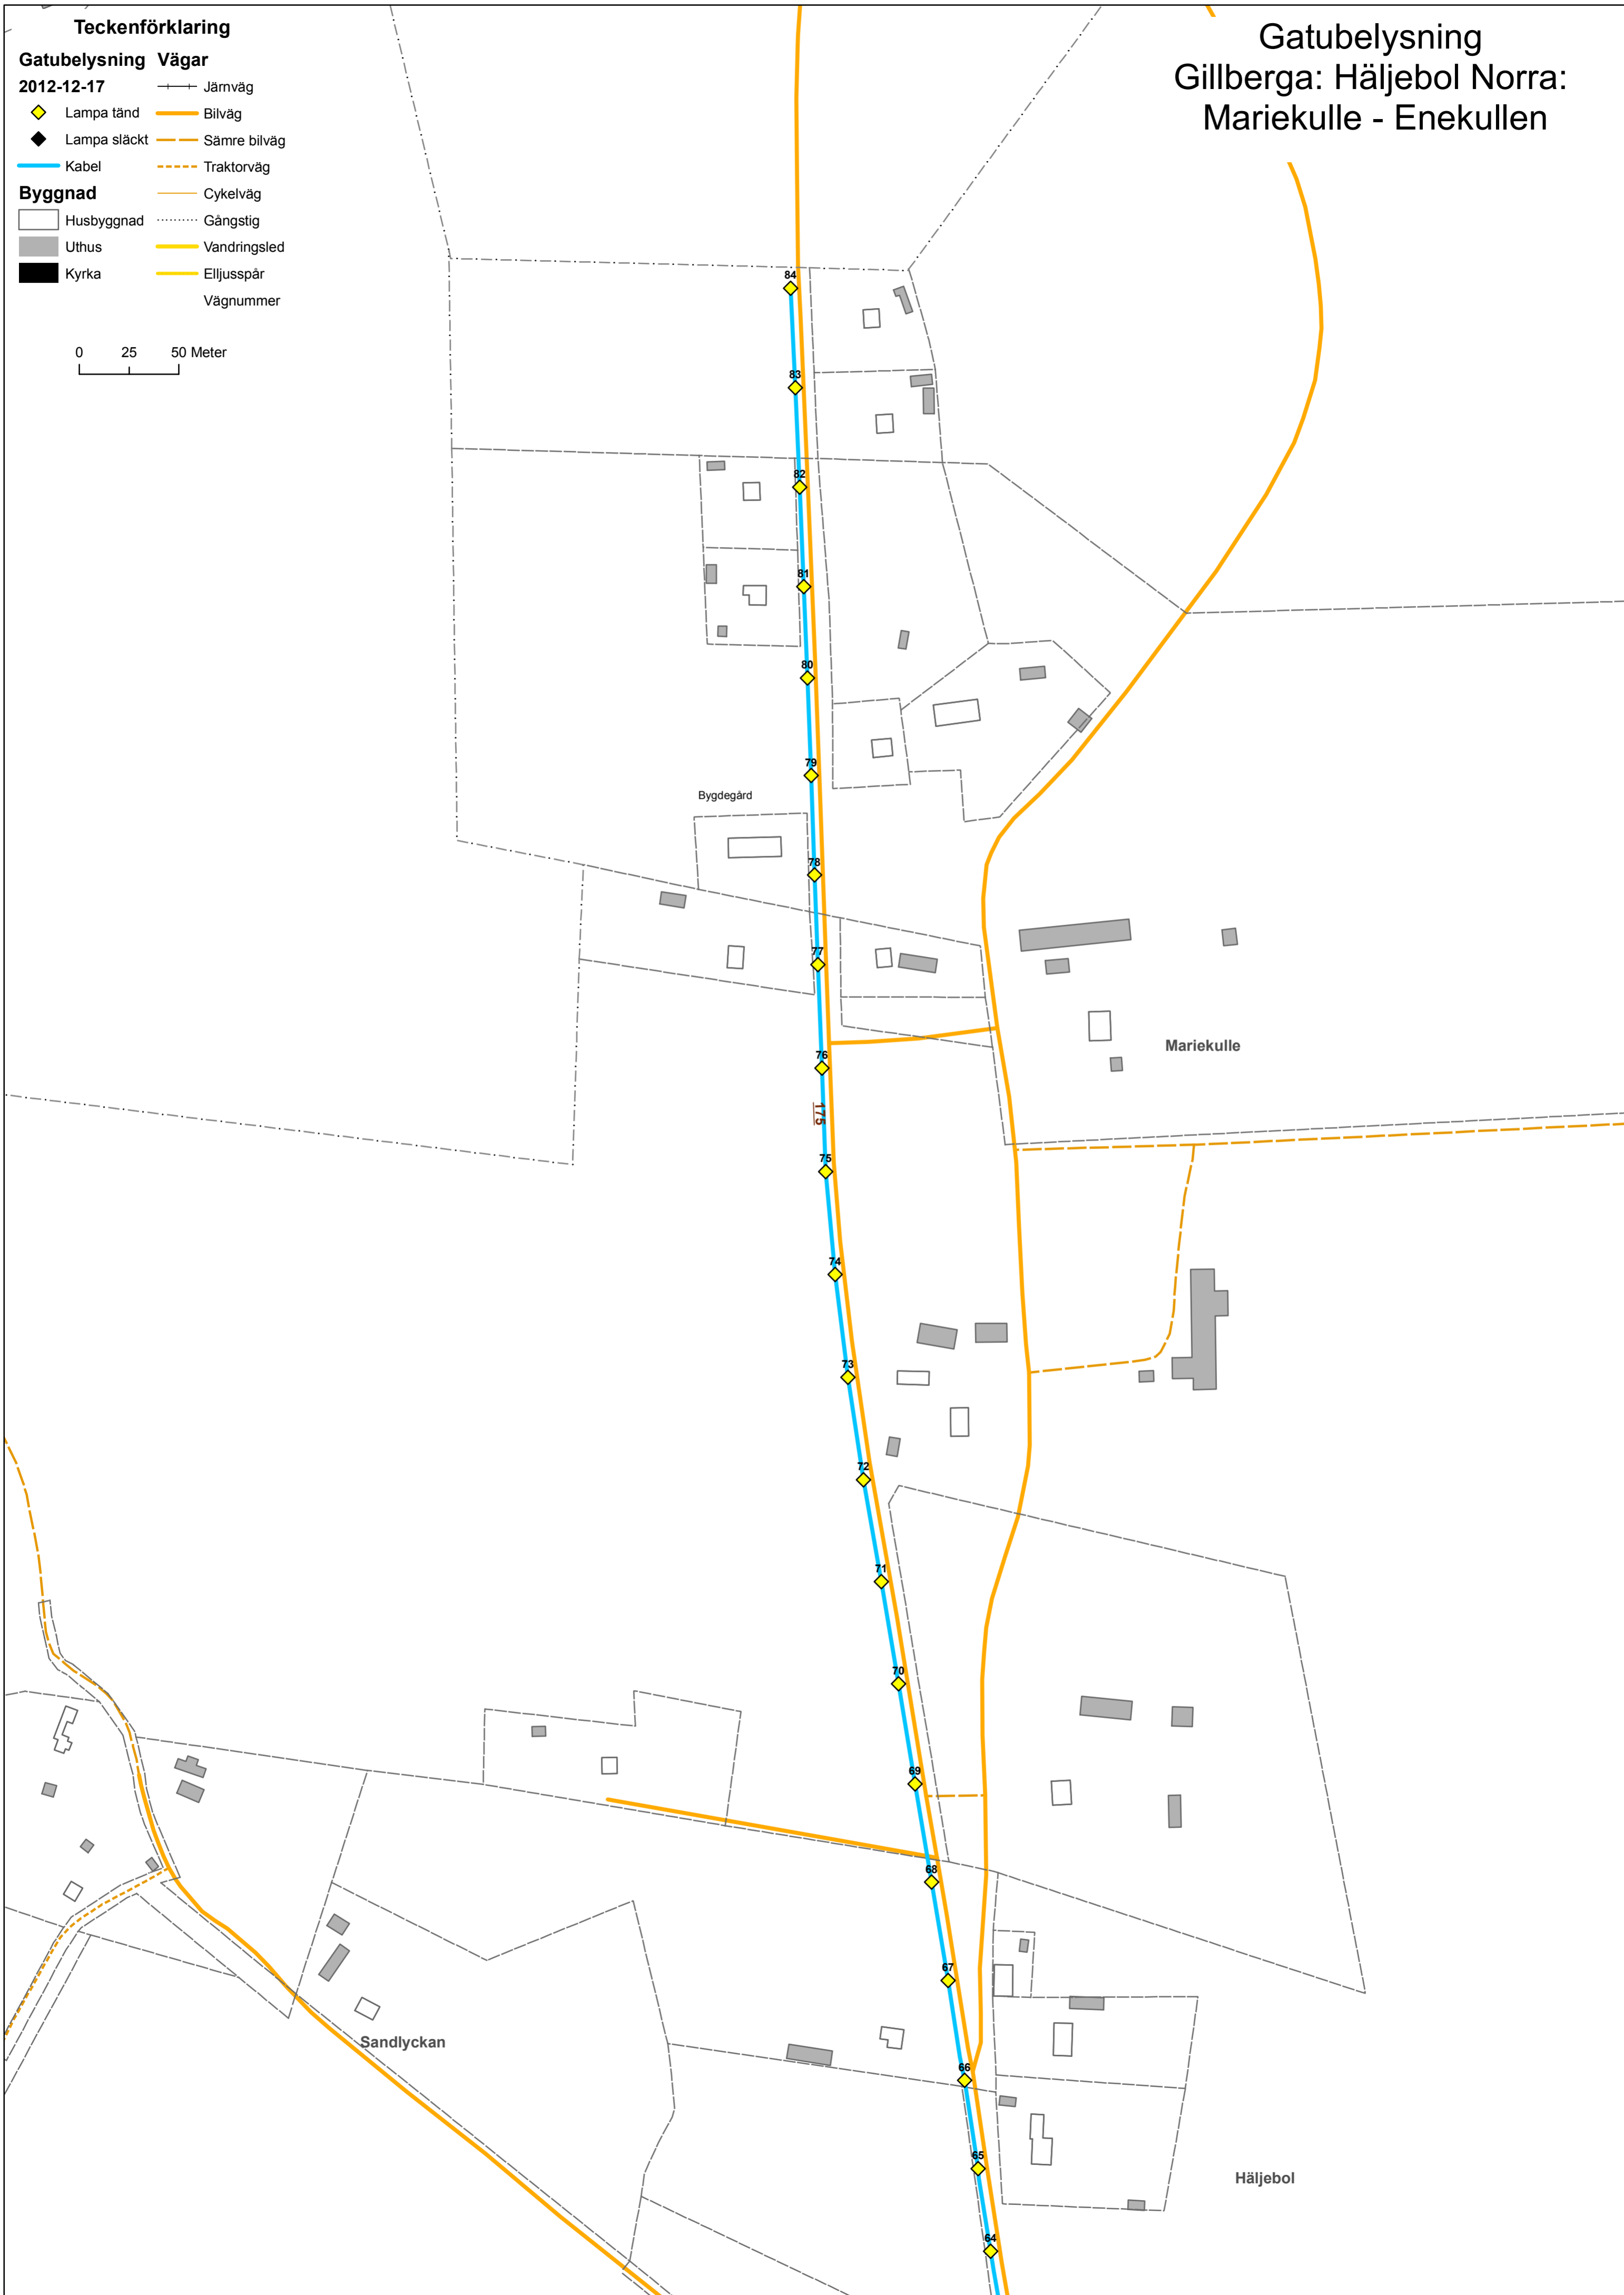 Teckenförklaring
Gatubelysning Vägar
2012-12-17
Järnväg
Lampa tänd
Bilväg
Lampa släckt
Sämre bilväg
Kabel
Traktorväg
Byggnad
Cykelväg
Husbyggnad
Gångstig
Uthus
Vandringsled
Kyrka
Elljusspår
Vägnummer
0 25 50 Meter
Gatubelysning
Gillberga: Häljebol Norra:
Mariekulle - Enekullen
84
83
82
81
80
79
Bygdegård
78
77
Mariekulle
76
175
75
74
73
72
71
70
69
68
67
Sandlyckan
66
65
Häljebol
64